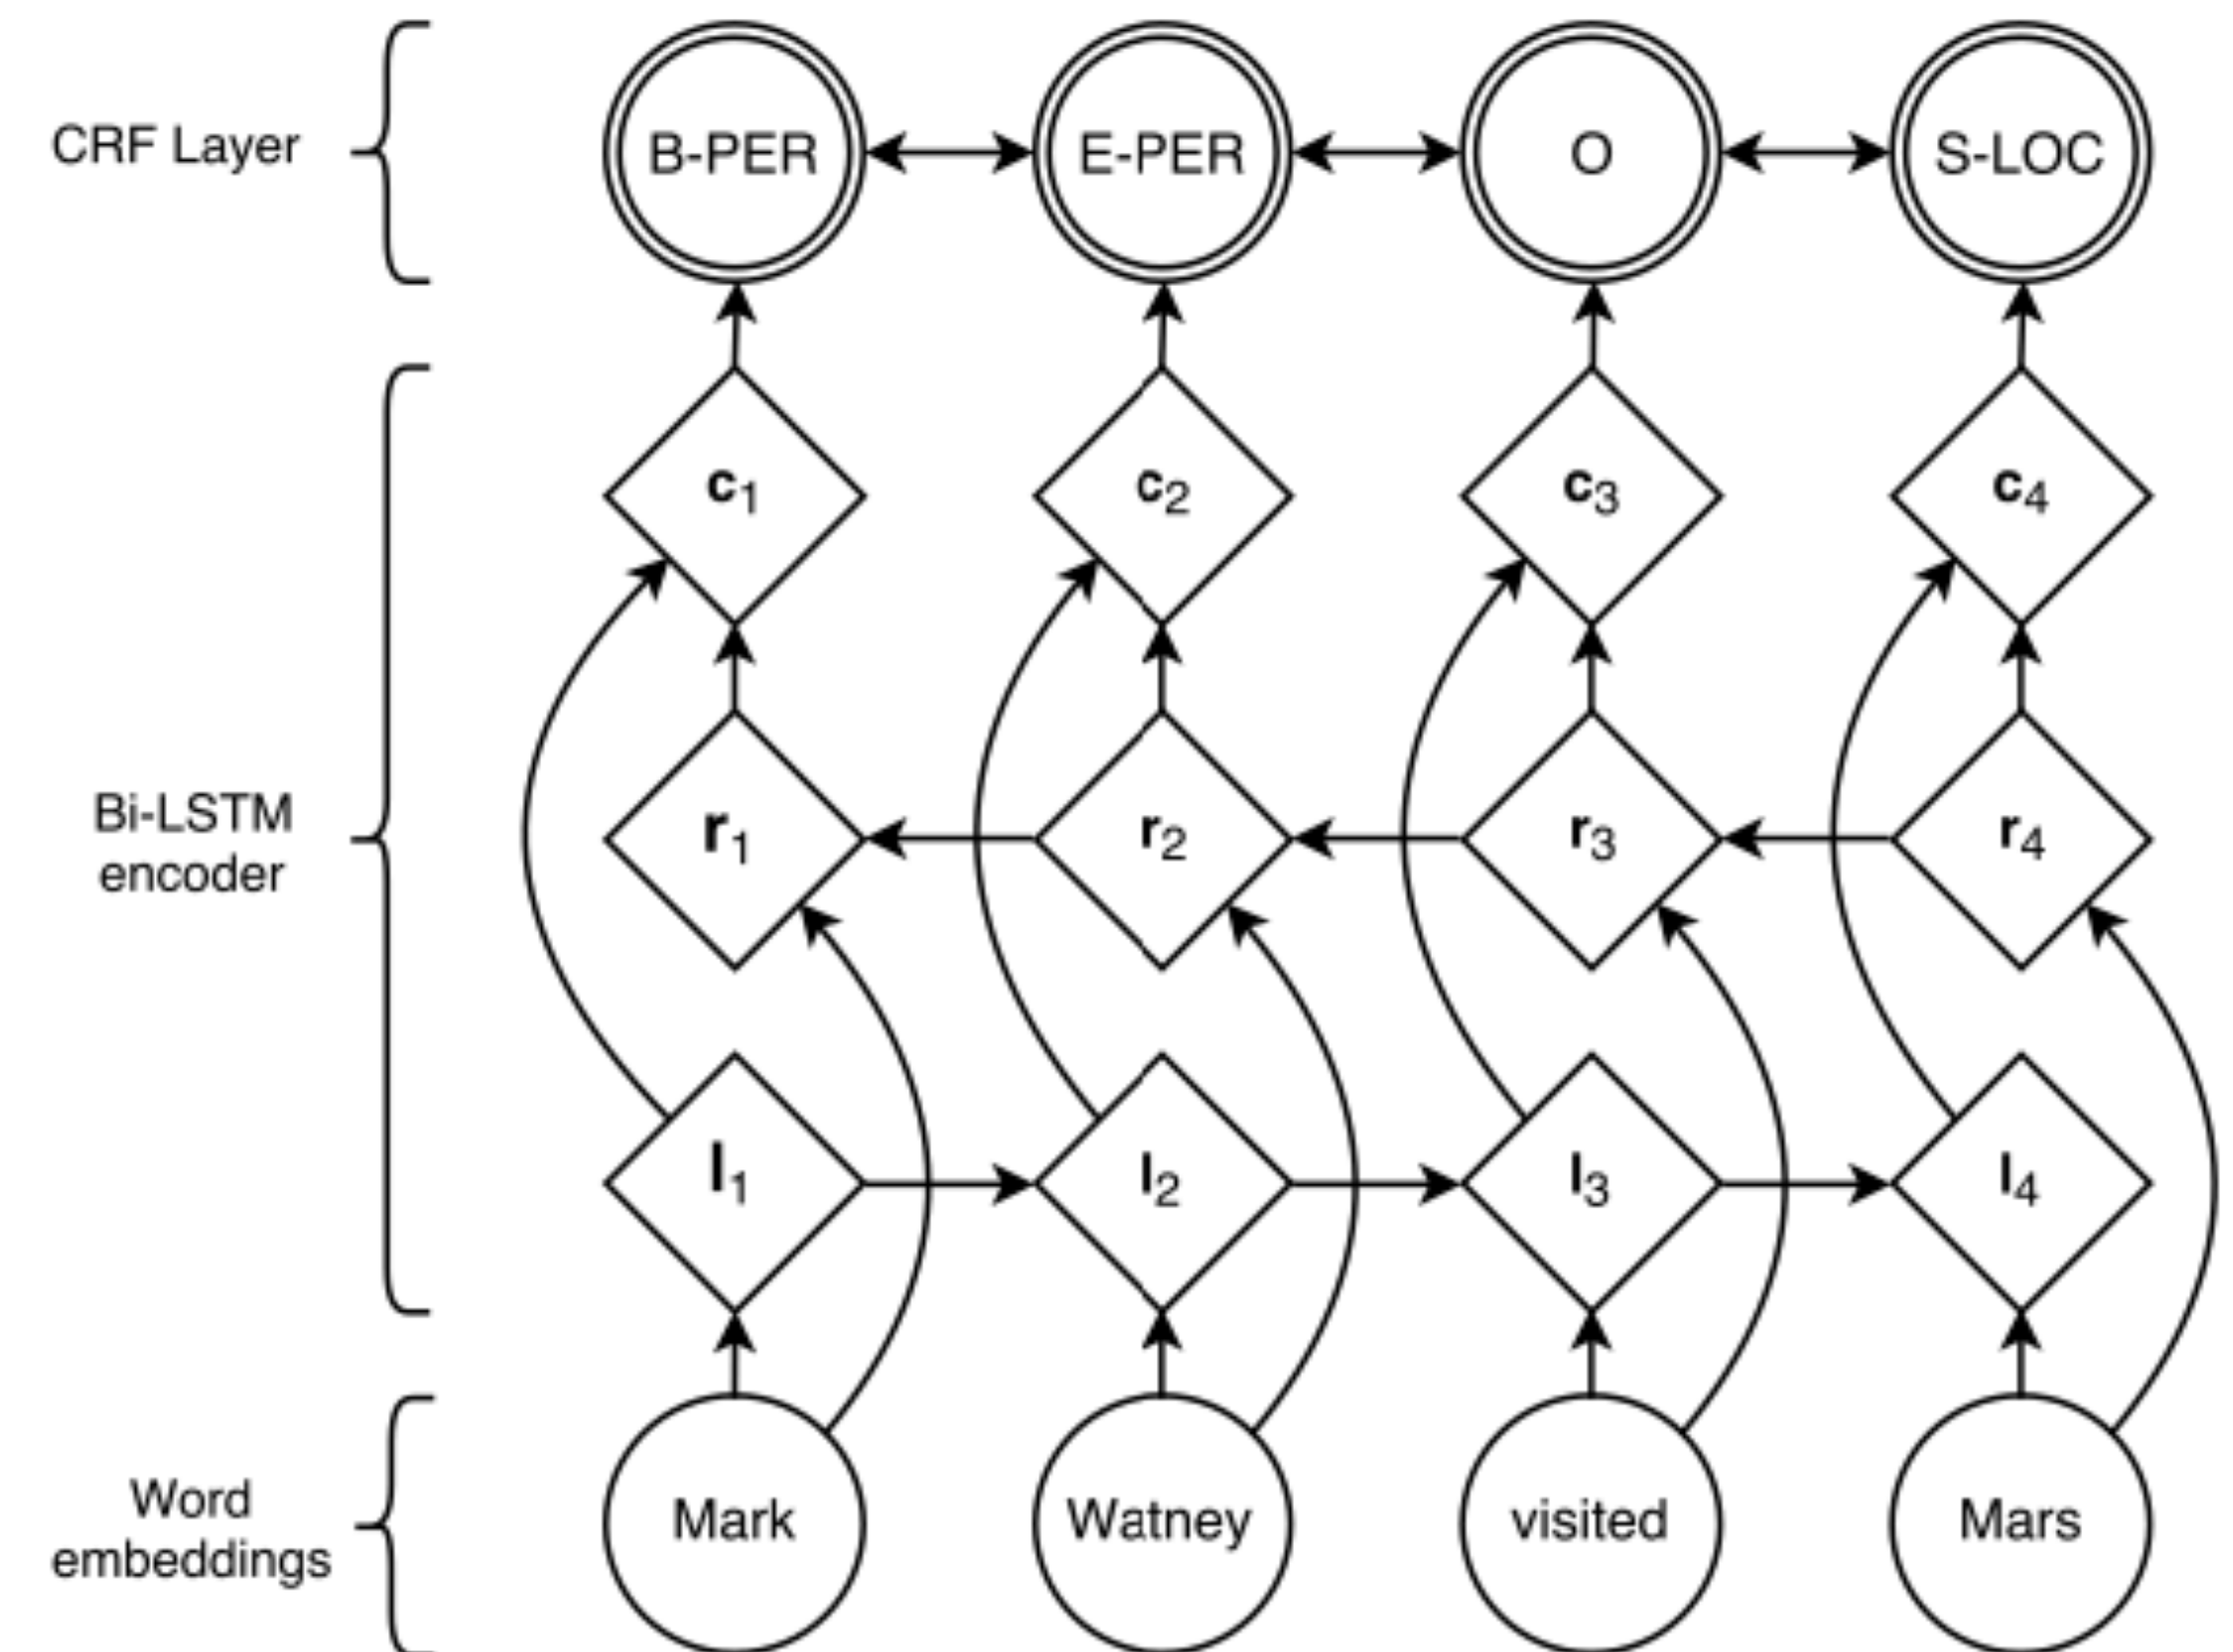 CRF Layer
B-PER
E-PER
O
S-LOC
c1
c2
c3
c4
Bi-LSTM
encoder
r1
r2
r3
r4
l1
l2
l3
l4
Word
embeddings
Mark
Watney
visited
Mars